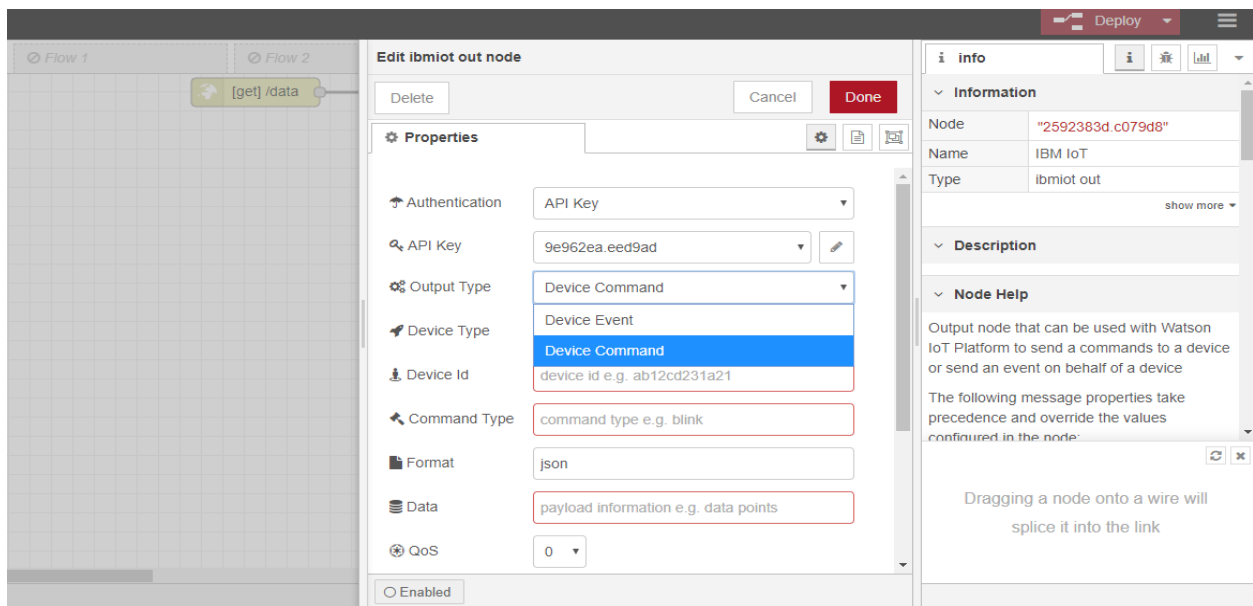 Deploy
Flow 1
Flow 2
[get] /data
Edit ibmiot out node
Delete
Cancel
Done
Properties
Authentication
API Key
API Key
9e962ea.eed9ad
Output Type
Device Command
Device Event
Device Command
Device Type
Device Id
device id e.g. ab12cd231a21
Command Type
command type e.g. blink
Format
json
Data
payload information e.g. data points
QoS
0
Enabled
i info
i
Information
Node
"2592383d.c079d8"
Name
IBM IoT
Type
ibmiot out
show more
Description
Node Help
Output node that can be used with Watson
IoT Platform to send a commands to a device
or send an event on behalf of a device
The following message properties take
precedence and override the values
configured in the node:
Dragging a node onto a wire will
splice it into the link